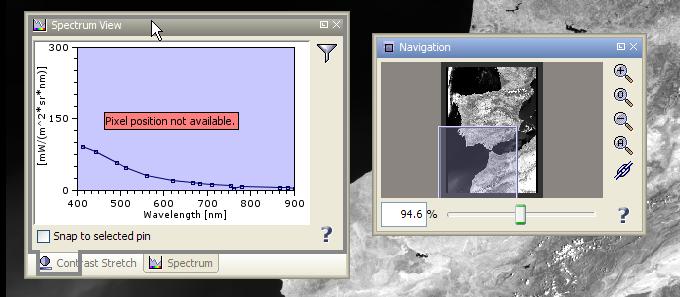 Spectrum View
300
150
0
[mW/(m^2*sr*nm)]
Pixel position not available.
400 500 600 700 800 900
Wavelength [nm]
Snap to selected pin
?
Contrast Stretch
Spectrum
Navigation
94.6 %
?